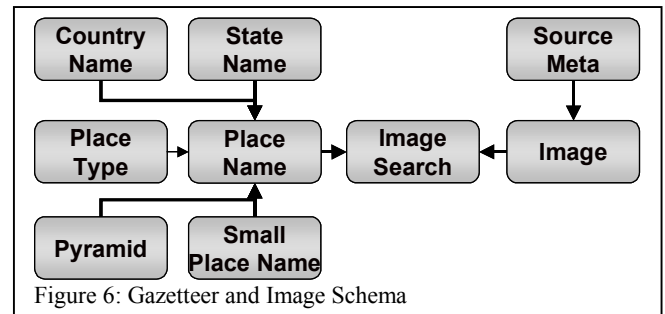 Country
Name
State
Name
Source
Meta
Place
Type
Place
Name
Image
Search
Image
Pyramid
Small
Place Name
Figure 6: Gazetteer and Image Schema